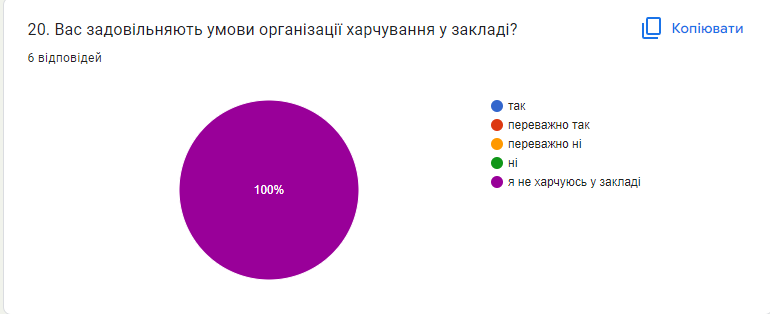 20. Вас задовільняють умови організації харчування у закладі?
Копіювати
6 відповідей
100%
так
переважно так
переважно ні
ні
я не харчуюсь у закладі